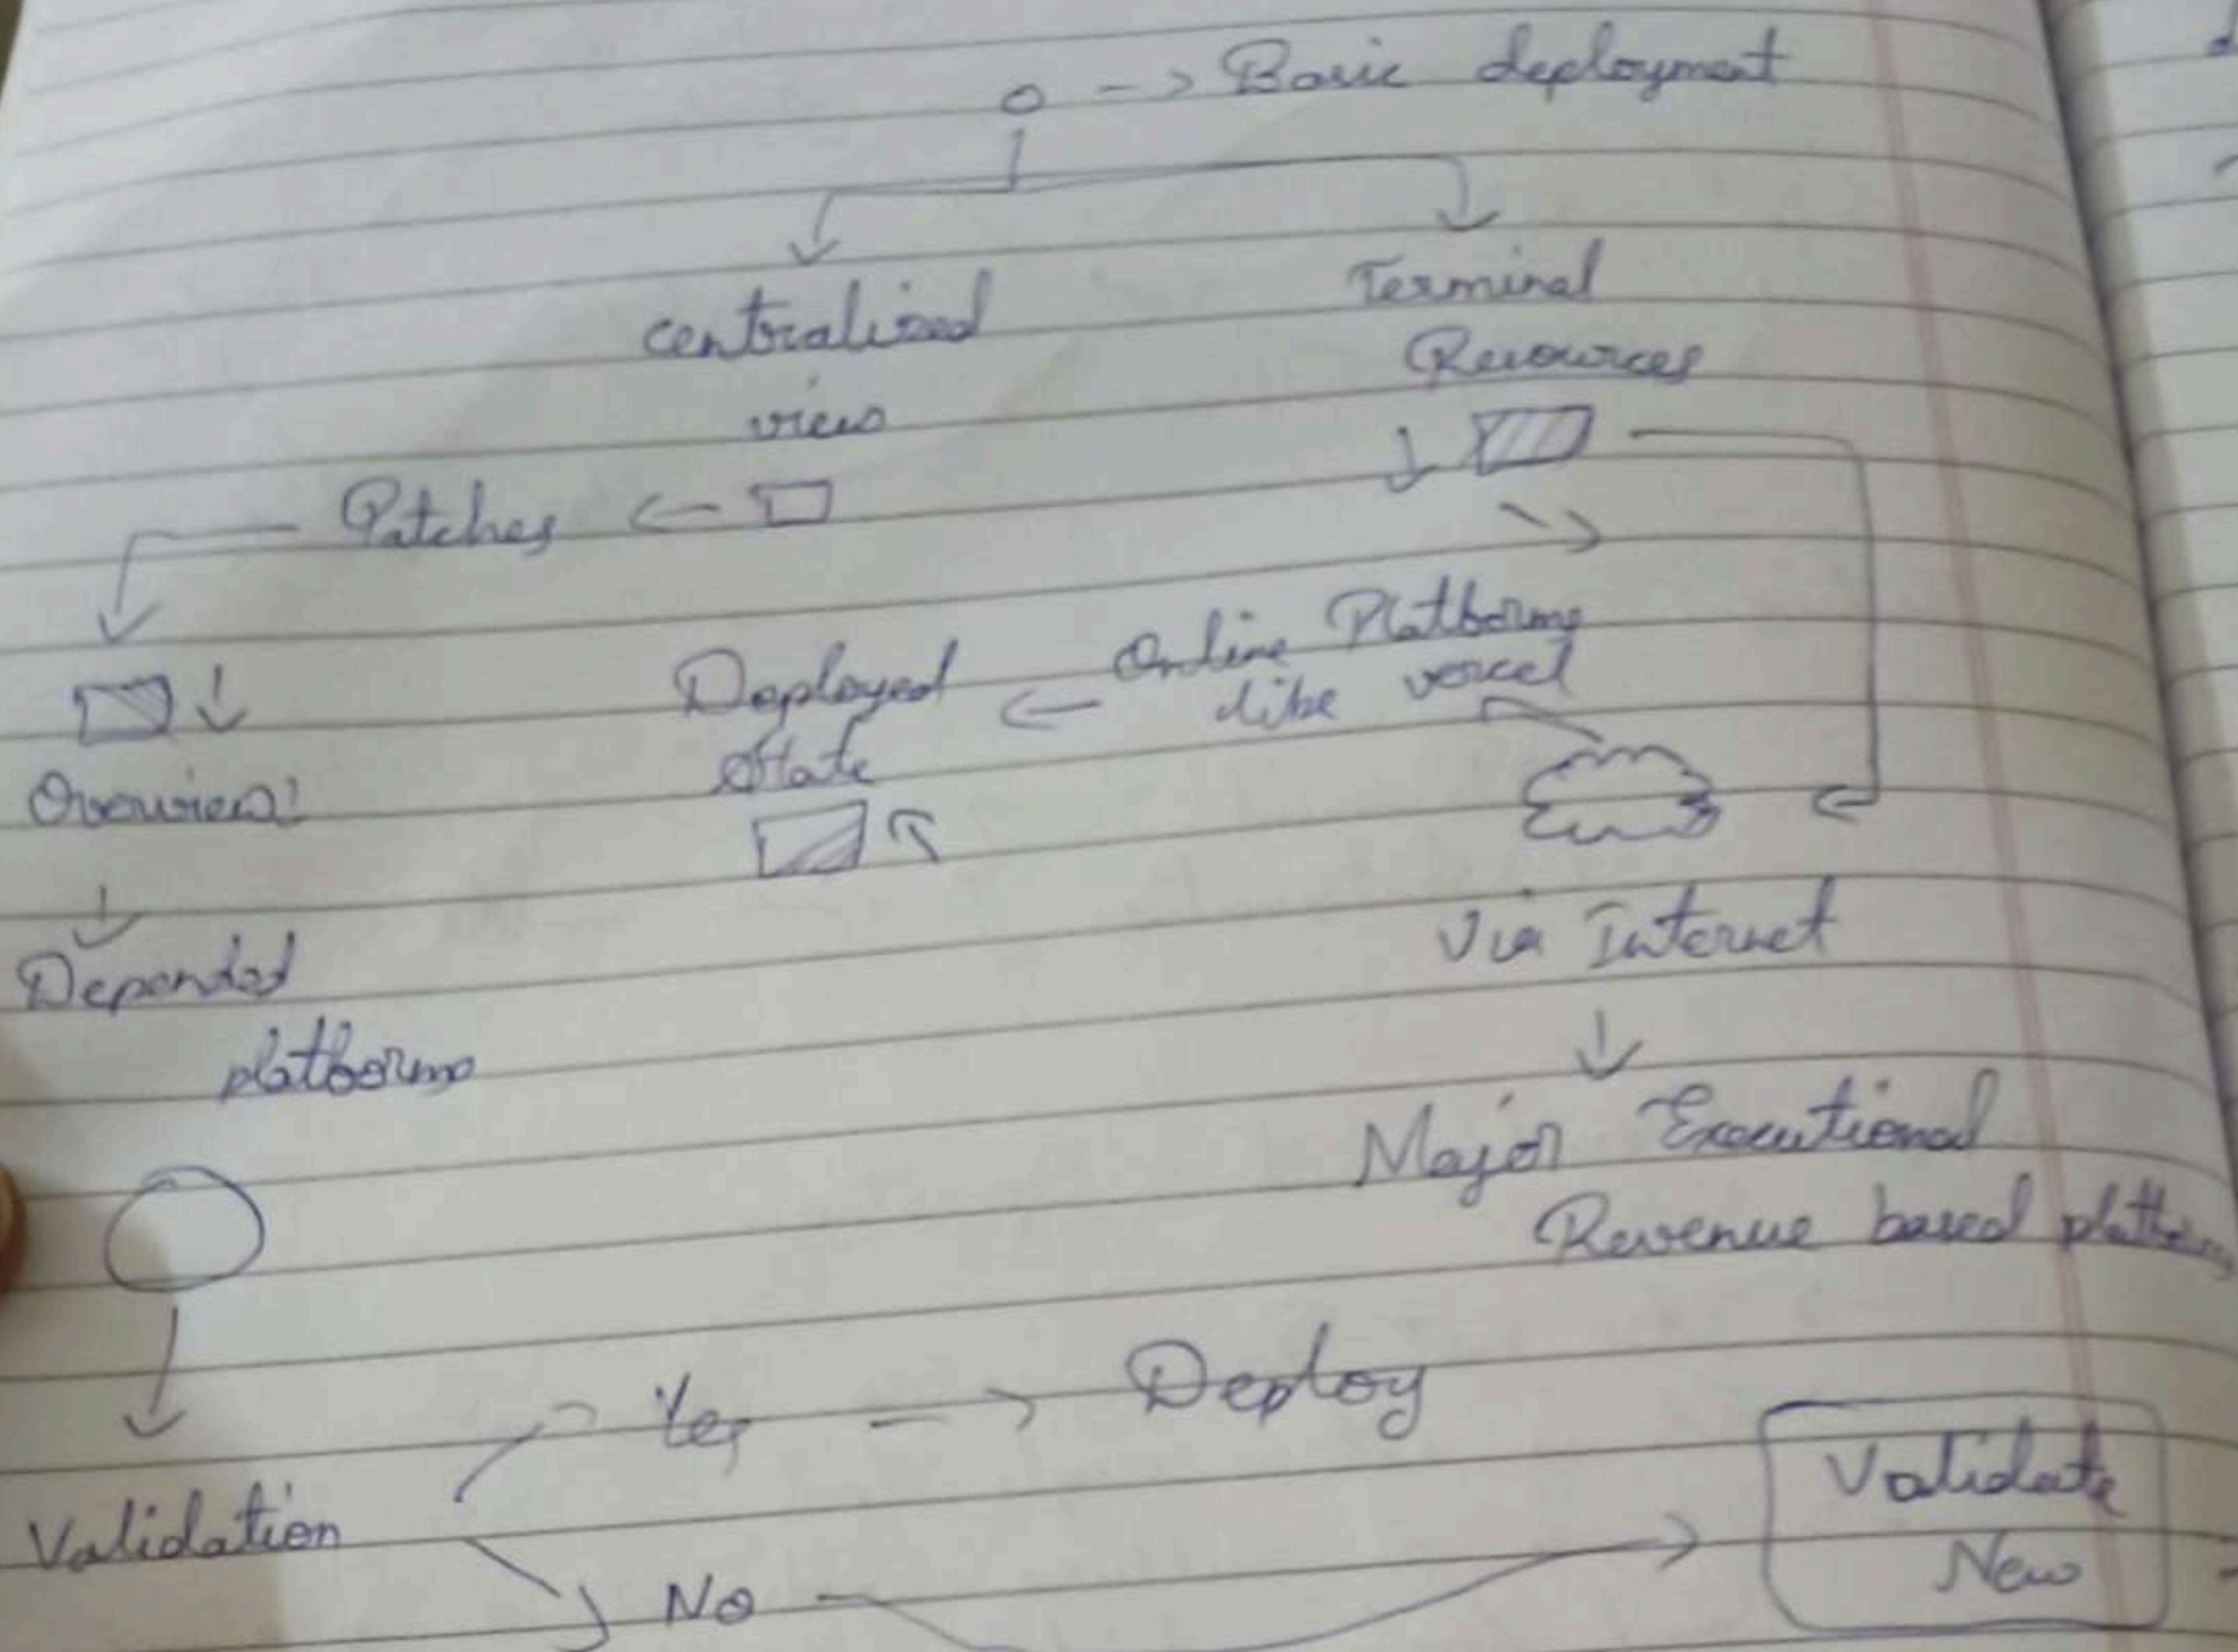 Basic deployment
centralized
view
Terminal
Resources
Patches
Overview!
Deployed
State
Online Platforms
like vercel
Depended
platforms
Via Internet
Major Executional
Revenue based platform
Validation
Yes
Deploy
No
Validate
New